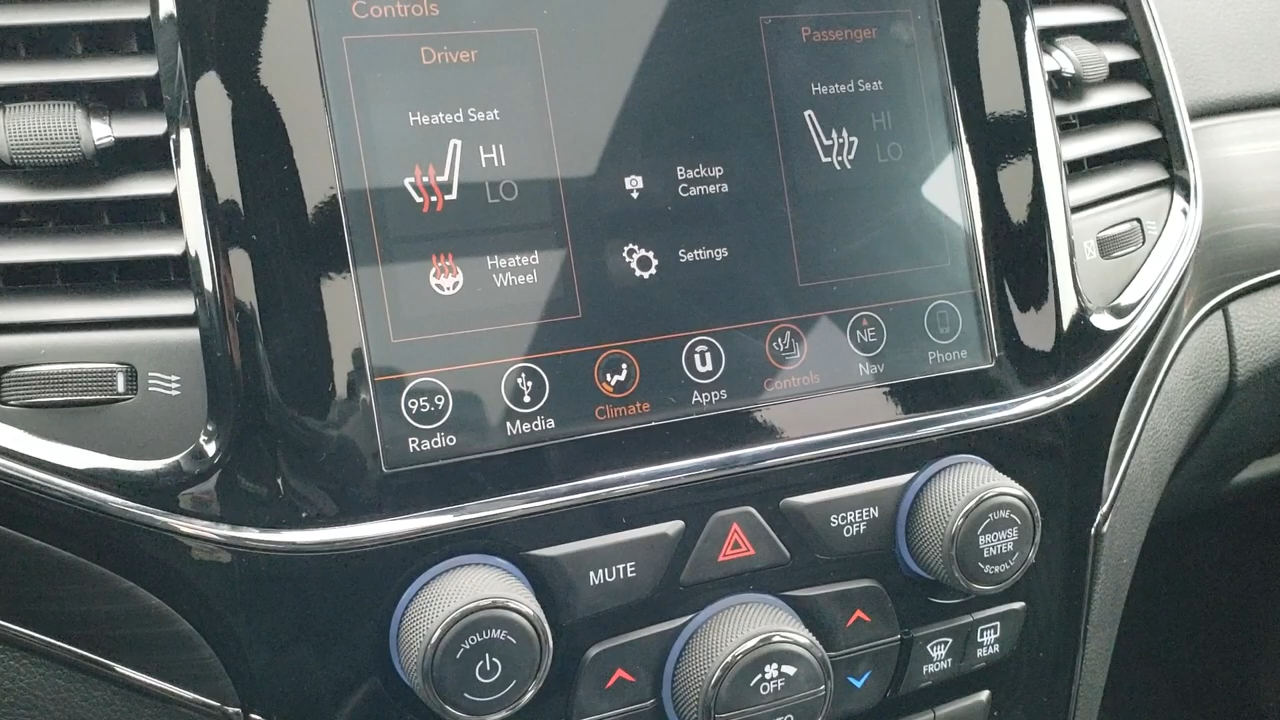 Controls
Driver
Heated Seat
HI
LO
Heated
Wheel
Backup
Camera
Settings
Passenger
Heated Seat
HI
LO
95.9
Radio
Media
Climate
Apps
Controls
NE
Nav
Phone
MUTE
SCREEN
OFF
TUNE
BROWSE
ENTER
SCROLL
VOLUME
OFF
FRONT
REAR